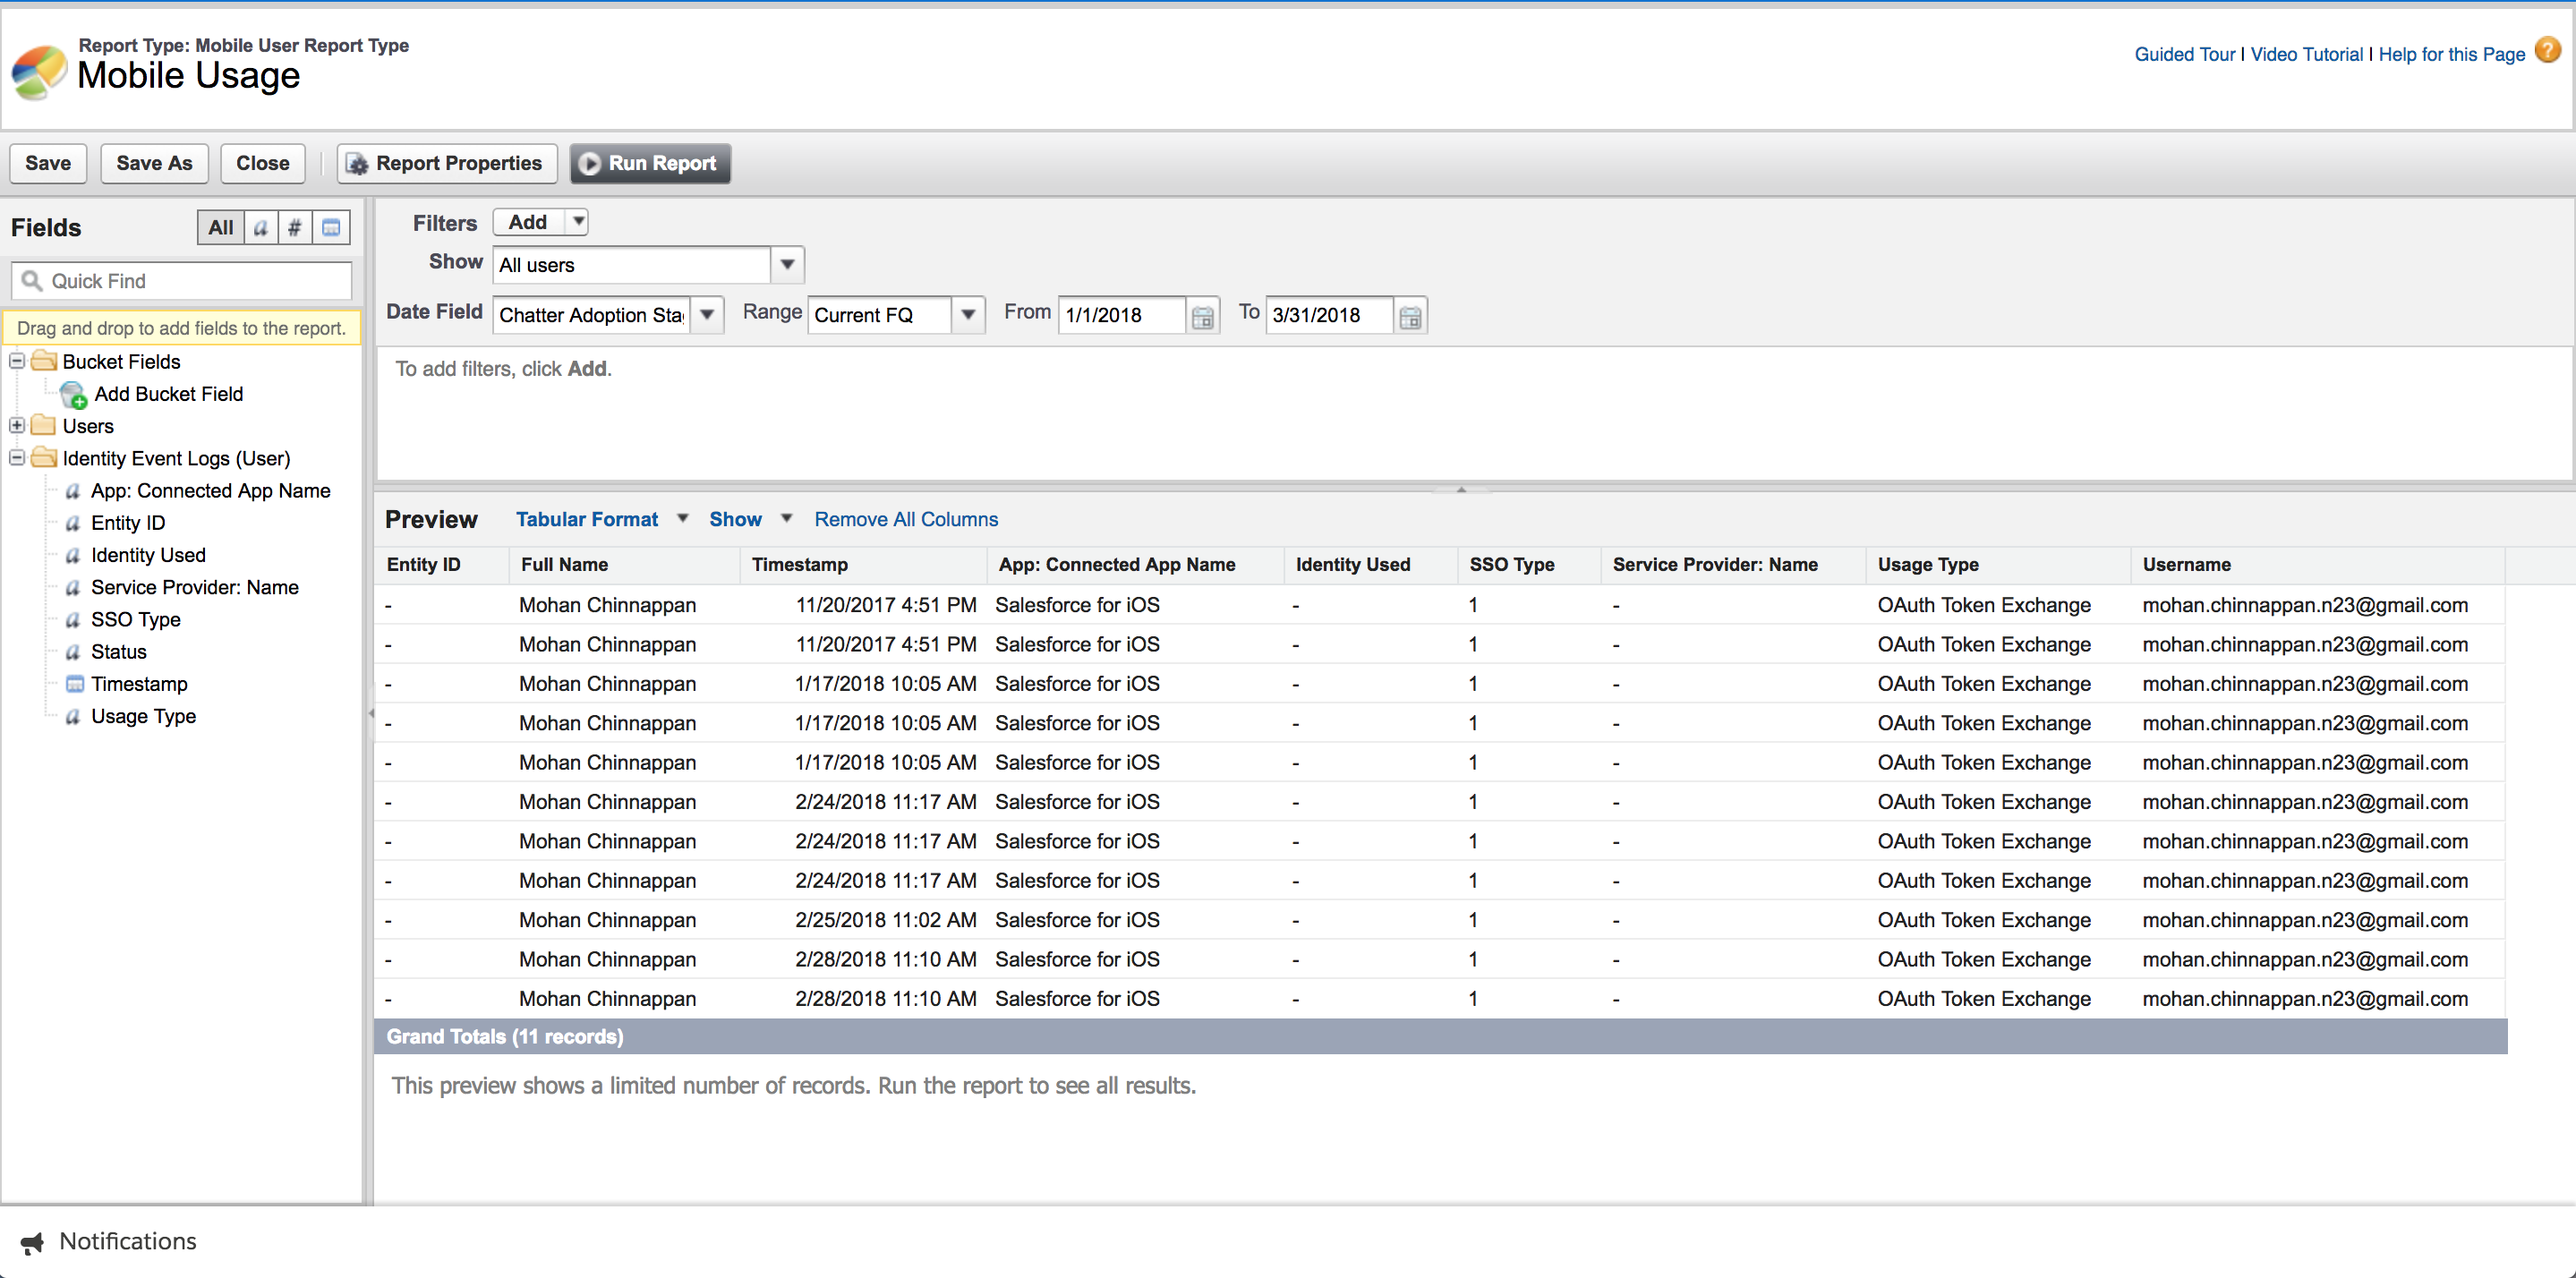 Report Type: Mobile User Report Type
Mobile Usage
Guided Tour | Video Tutorial | Help for this Page ?
Save Save As Close Report Properties Run Report
Fields All a #
Quick Find
Drag and drop to add fields to the report.
Bucket Fields
Add Bucket Field
Users
Identity Event Logs (User)
a App: Connected App Name
a Entity ID
a Identity Used
a Service Provider: Name
a SSO Type
a Status
Timestamp
a Usage Type
Filters Add
Show All users
Date Field Chatter Adoption Sta Range Current FQ From 1/1/2018 To 3/31/2018
To add filters, click Add.
Preview Tabular Format Show Remove All Columns
Entity ID Full Name Timestamp App: Connected App Name Identity Used SSO Type Service Provider: Name Usage Type Username
- Mohan Chinnappan 11/20/2017 4:51 PM Salesforce for iOS - 1 - OAuth Token Exchange mohan.chinnappan.n23@gmail.com
- Mohan Chinnappan 11/20/2017 4:51 PM Salesforce for iOS - 1 - OAuth Token Exchange mohan.chinnappan.n23@gmail.com
- Mohan Chinnappan 1/17/2018 10:05 AM Salesforce for iOS - 1 - OAuth Token Exchange mohan.chinnappan.n23@gmail.com
- Mohan Chinnappan 1/17/2018 10:05 AM Salesforce for iOS - 1 - OAuth Token Exchange mohan.chinnappan.n23@gmail.com
- Mohan Chinnappan 1/17/2018 10:05 AM Salesforce for iOS - 1 - OAuth Token Exchange mohan.chinnappan.n23@gmail.com
- Mohan Chinnappan 2/24/2018 11:17 AM Salesforce for iOS - 1 - OAuth Token Exchange mohan.chinnappan.n23@gmail.com
- Mohan Chinnappan 2/24/2018 11:17 AM Salesforce for iOS - 1 - OAuth Token Exchange mohan.chinnappan.n23@gmail.com
- Mohan Chinnappan 2/24/2018 11:17 AM Salesforce for iOS - 1 - OAuth Token Exchange mohan.chinnappan.n23@gmail.com
- Mohan Chinnappan 2/25/2018 11:02 AM Salesforce for iOS - 1 - OAuth Token Exchange mohan.chinnappan.n23@gmail.com
- Mohan Chinnappan 2/28/2018 11:10 AM Salesforce for iOS - 1 - OAuth Token Exchange mohan.chinnappan.n23@gmail.com
- Mohan Chinnappan 2/28/2018 11:10 AM Salesforce for iOS - 1 - OAuth Token Exchange mohan.chinnappan.n23@gmail.com
Grand Totals (11 records)
This preview shows a limited number of records. Run the report to see all results.
Notifications